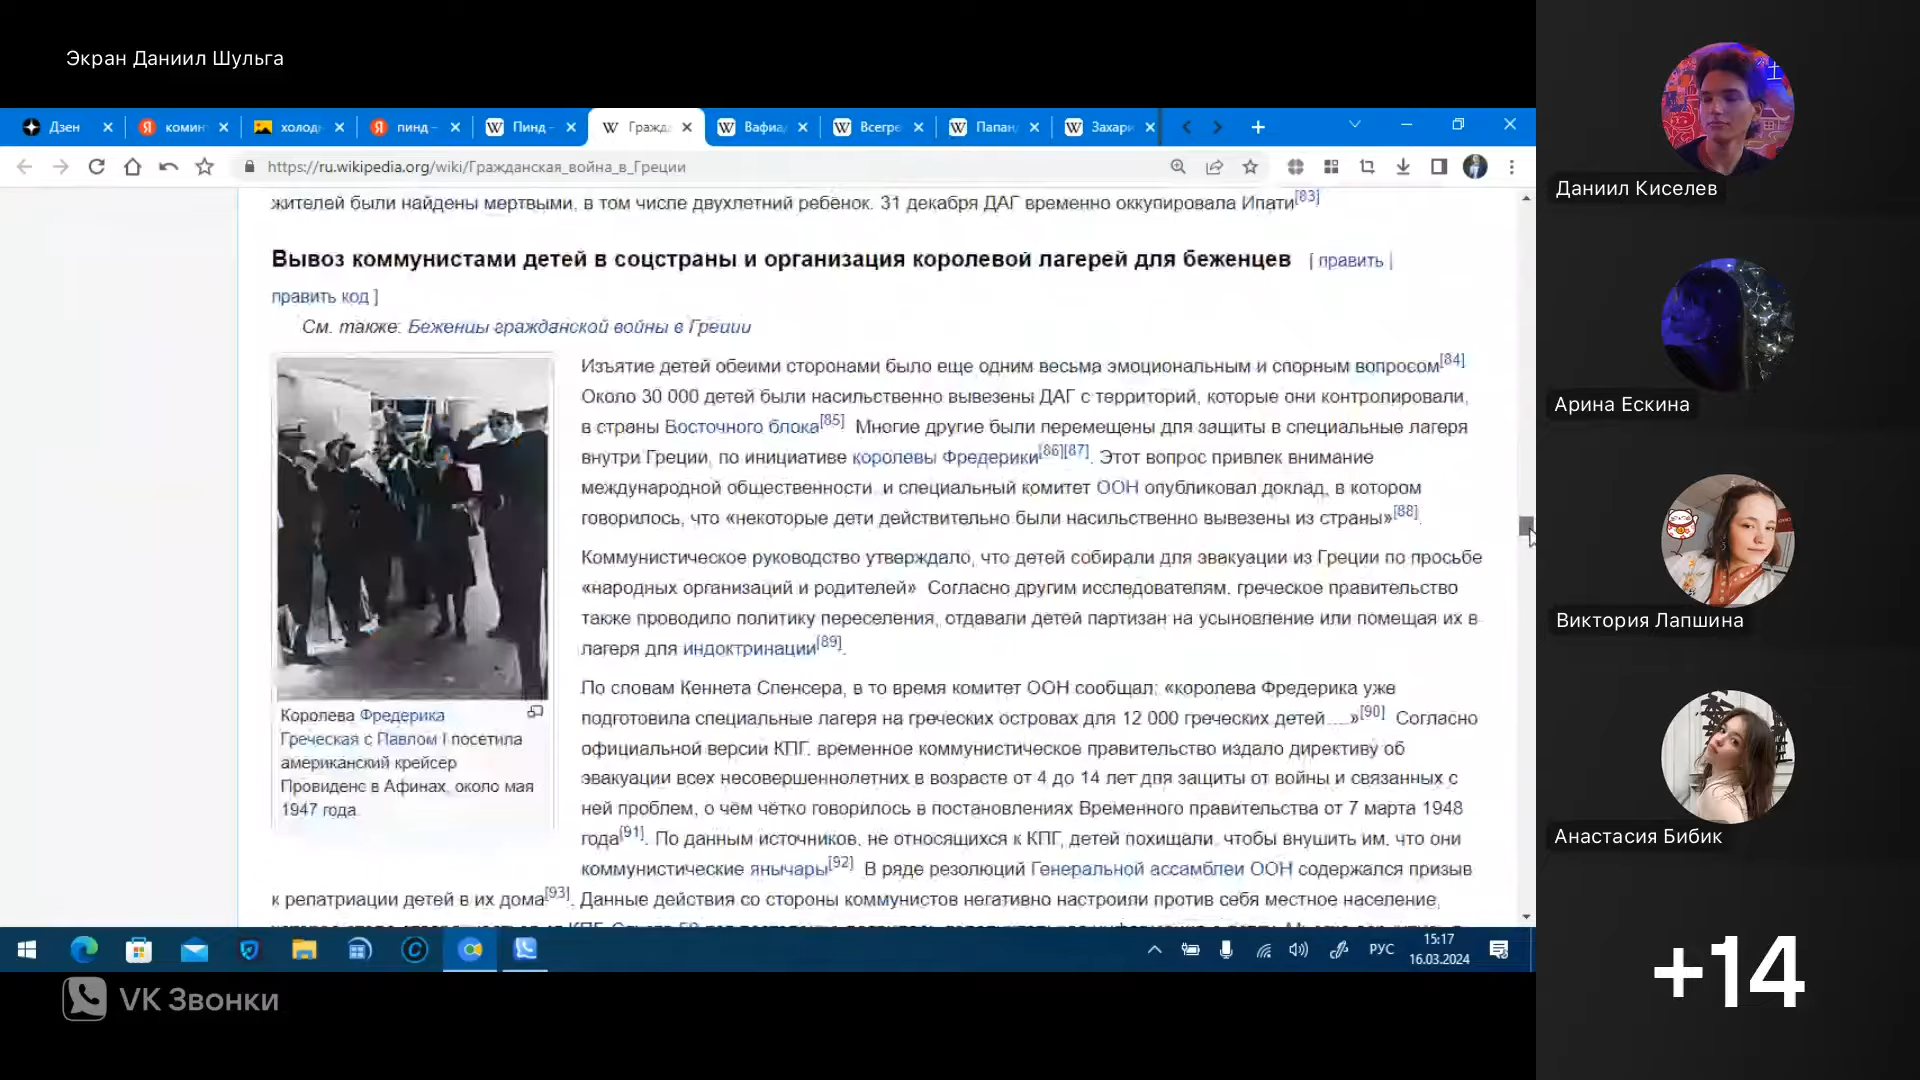 Экран Даниил Шульга
Дзен
комин
холод
пинд –
Пинд –
Гражд
Вафиа
Всегре
Папан
Захари
https://ru.wikipedia.org/wiki/Гражданская_война_в_Греции
жителей были найдены мертвыми, в том числе двухлетний ребёнок. 31 декабря ДАГ временно оккупировала Ипати[83]
Вывоз коммунистами детей в соцстраны и организация королевой лагерей для беженцев [ править |
править код ]
См. также: Беженцы гражданской войны в Греции
Изъятие детей обеими сторонами было еще одним весьма эмоциональным и спорным вопросом[84]
Около 30 000 детей были насильственно вывезены ДАГ с территорий, которые они контролировали,
в страны Восточного блока[85] Многие другие были перемещены для защиты в специальные лагеря
внутри Греции, по инициативе королевы Фредерики[86][87]. Этот вопрос привлек внимание
международной общественности, и специальный комитет ООН опубликовал доклад, в котором
говорилось, что «некоторые дети действительно были насильственно вывезены из страны»[88].
Коммунистическое руководство утверждало, что детей собирали для эвакуации из Греции по просьбе
«народных организаций и родителей» Согласно другим исследователям, греческое правительство
также проводило политику переселения, отдавали детей партизан на усыновление или помещая их в
лагеря для индоктринации[89].
По словам Кеннета Спенсера, в то время комитет ООН сообщал: «королева Фредерика уже
подготовила специальные лагеря на греческих островах для 12 000 греческих детей....»[90] Согласно
официальной версии КПГ, временное коммунистическое правительство издало директиву об
эвакуации всех несовершеннолетних в возрасте от 4 до 14 лет для защиты от войны и связанных с
ней проблем, о чём чётко говорилось в постановлениях Временного правительства от 7 марта 1948
года[91]. По данным источников, не относящихся к КПГ, детей похищали, чтобы внушить им, что они
коммунистические янычары[92] В ряде резолюций Генеральной ассамблеи ООН содержался призыв
к репатриации детей в их дома[93]. Данные действия со стороны коммунистов негативно настроили против себя местное население,
Королева Фредерика
Греческая с Павлом I посетила
американский крейсер
Провиденс в Афинах, около мая
1947 года.
РУС
15:17
16.03.2024
VK Звонки
Даниил Киселев
Арина Ескина
Виктория Лапшина
Анастасия Бибик
+14